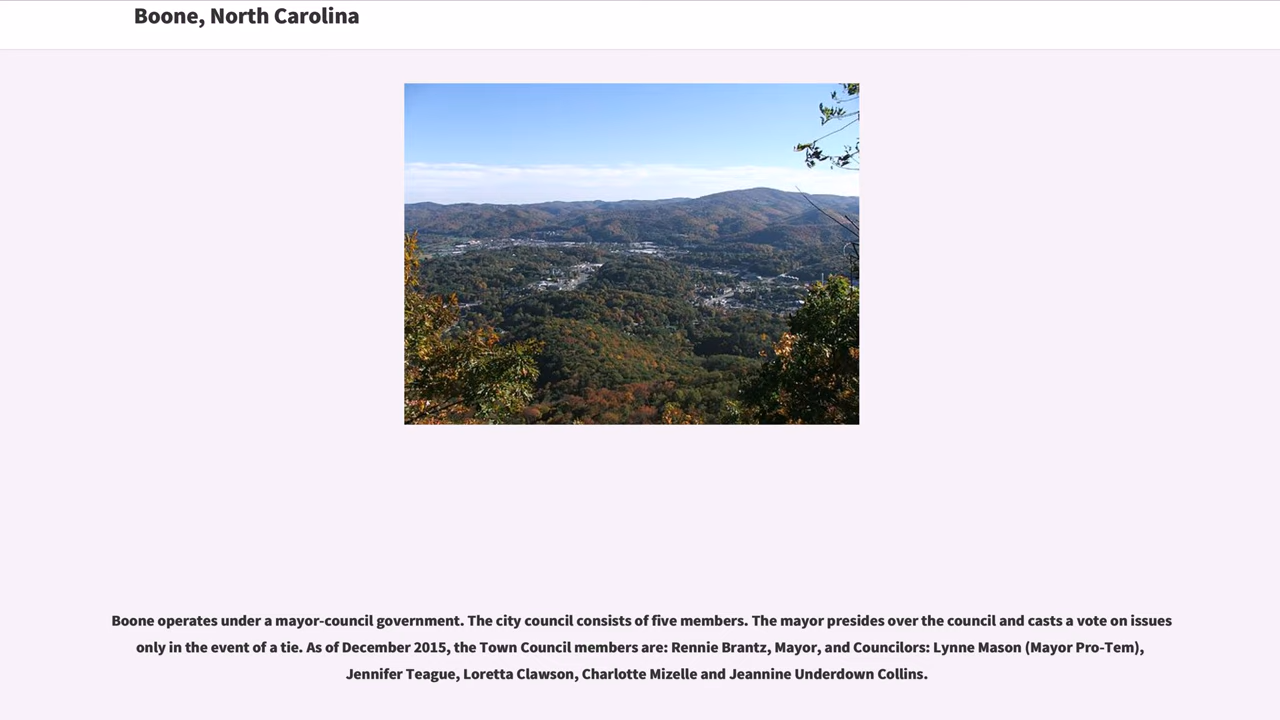 Boone, North Carolina
Boone operates under a mayor-council government. The city council consists of five members. The mayor presides over the council and casts a vote on issues
only in the event of a tie. As of December 2015, the Town Council members are: Rennie Brantz, Mayor, and Councilors: Lynne Mason (Mayor Pro-Tem),
Jennifer Teague, Loretta Clawson, Charlotte Mizelle and Jeannine Underdown Collins.